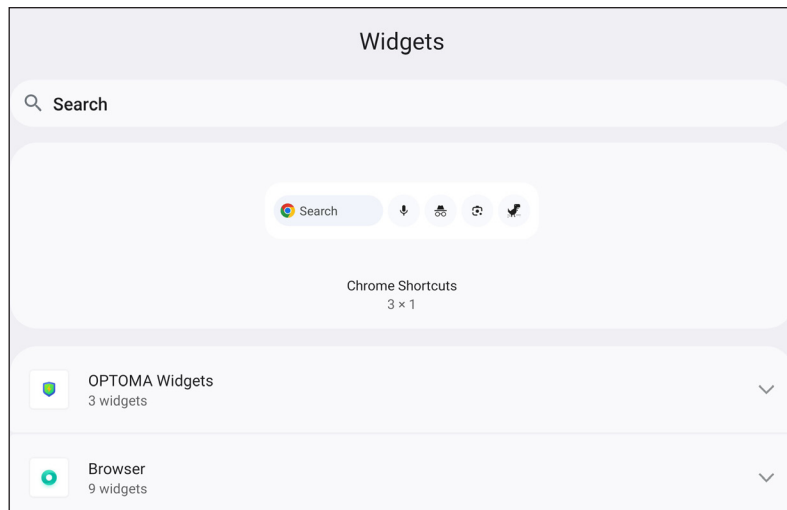 Widgets
Search
Search
Chrome Shortcuts
3 × 1
OPTOMA Widgets
3 widgets
Browser
9 widgets